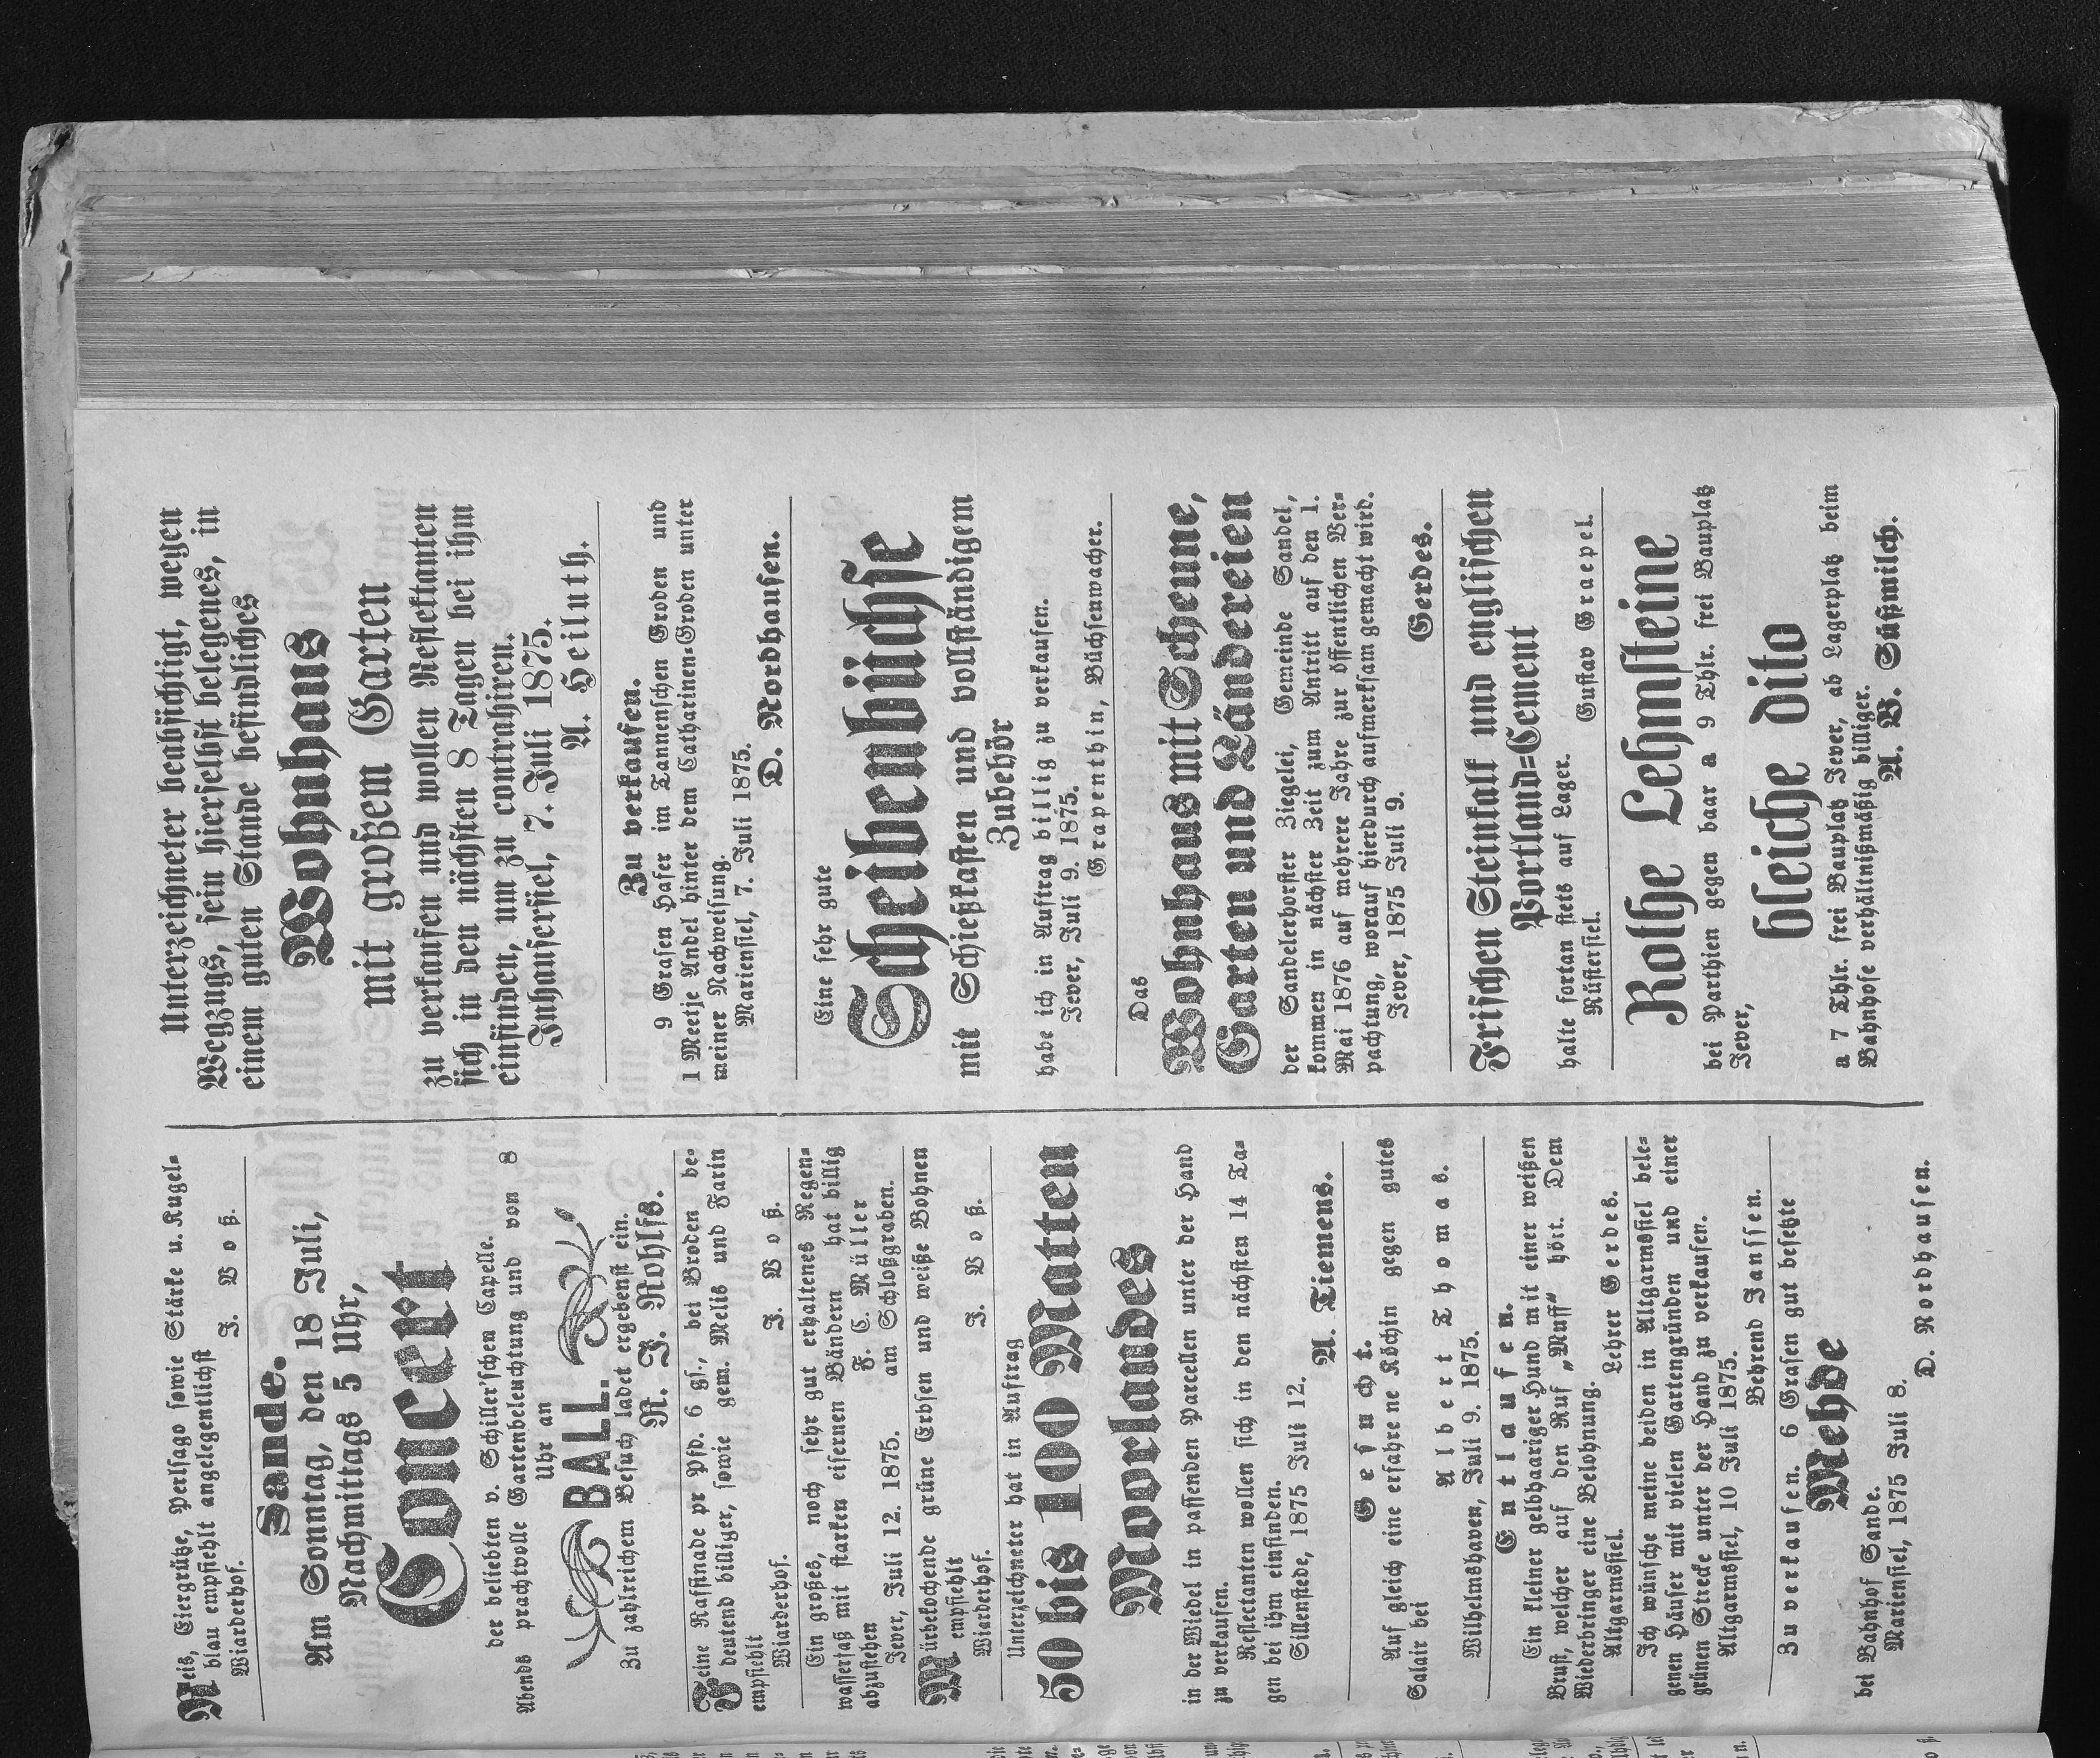 Reis, Eiergrütze, Perlsago sowie Stärke u. Kugel-
blau empfiehlt angelegentlichst
Wiarderhof. J. Voß.
Sande.
Am Sonntag, den 18 Juli,
Nachmittags 5 Uhr,
Concert
der beliebten v. Schiller'schen Capelle.
Abends prachtvolle Gartenbeleuchtung und von 8
Uhr an
BALL.
Zu zahlreichem Besuch ladet ergebenst ein.
R. J. Rohlfs.
Feine Raffinade pr Pfd. 6 gs., bei Broden be-
deutend billiger, sowie gem. Melis und Farin
empfiehlt
Wiarderhof. J. Voß.
Ein großes, noch sehr gut erhaltenes Regen-
wasserfaß mit starken eisernen Bändern hat billig
abzustehen F. C. Müller
Jever, Juli 12. 1875. am Schloßgraben.
Mürbekochende grüne Erbsen und weiße Bohnen
empfiehlt
Wiarderhof. J. Voß.
Unterzeichneter hat in Auftrag
50 bis 100 Matten
Moorlandes
in der Wiedel in passenden Parcellen unter der Hand
zu verkaufen.
Reflectanten wollen sich in den nächsten 14 Ta-
gen bei ihm einfinden.
Sillenstede, 1875 Juli 12.
A. Tiemens.
Gesucht.
Auf gleich eine erfahrene Köchin gegen gutes
Salair bei
Albert Thomas.
Wilhelmshaven, Juli 9. 1875.
Entlaufen.
Ein kleiner gelbhaariger Hund mit einer weißen
Brust, welcher auf den Ruf „Muff“ hört. Dem
Wiederbringer eine Belohnung.
Altgarmssiel. Lehrer Gerdes.
Ich wünsche meine beiden in Altgarmssiel bele-
genen Häuser mit vielen Gartengründen und einer
grünen Strecke unter der Hand zu verkaufen.
Altgarmssiel, 10 Juli 1875.
Behrend Janssen.
Zu verkaufen. 6 Grasen gut besetzte
Mehde
bei Bahnhof Sande.
Mariensiel, 1875 Juli 8.
D. Nordhausen.
Unterzeichneter beabsichtigt, wegen
Wegzugs, sein hierselbst belegenes, in
einem guten Stande befindliches
Wohnhaus
mit großem Garten
zu verkaufen und wollen Reflektanten
sich in den nächsten 8 Tagen bei ihm
einfinden, um zu contrahiren.
Inhausersiel, 7. Juli 1875.
A. Heiluth.
Zu verkaufen.
9 Grasen Hafer im Tannenschen Groden und
1 Meetje Andel hinter dem Catharinen-Groden unter
meiner Nachweisung.
Mariensiel, 7. Juli 1875.
D. Nordhausen.
Eine sehr gute
Scheibenbüchse
mit Schießkasten und vollständigem
Zubehör
habe ich in Auftrag billig zu verkaufen.
Jever, Juli 9. 1875.
Grapenthin, Büchsenmacher.
Das
Wohnhaus mit Scheune,
Garten und Ländereien
der Sandelerhorster Ziegelei, Gemeinde Sandel,
kommen in nächster Zeit zum Antritt auf den 1.
Mai 1876 auf mehrere Jahre zur öffentlichen Ver-
pachtung, worauf hierdurch aufmerksam gemacht wird.
Jever, 1875 Juli 9.
Gerdes.
Frischen Steinkalk und englischen
Portland-Cement
halte fortan stets auf Lager.
Rüstersiel. Gustav Graepel.
Rothe Lehmsteine
bei Parthien gegen baar a 9 Thlr. frei Bauplatz
Jever,
bleiche dito
a 7 Thlr. frei Bauplatz Jever, ab Lagerplatz beim
Bahnhofe verhältnißmäßig billiger.
A. B. Süßmilch.